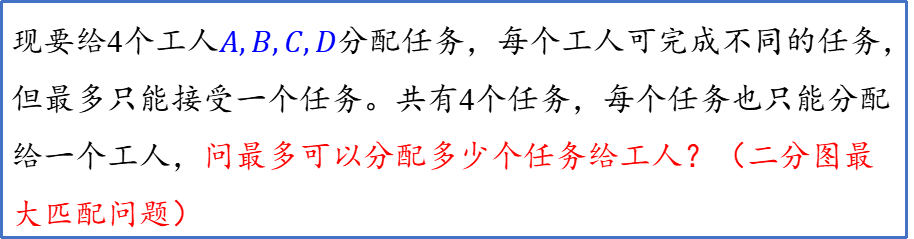 现要给4个工人A,B,C,D分配任务，每个工人可完成不同的任务，
但最多只能接受一个任务。共有4个任务，每个任务也只能分配
给一个工人，问最多可以分配多少个任务给工人？（二分图最
大匹配问题）